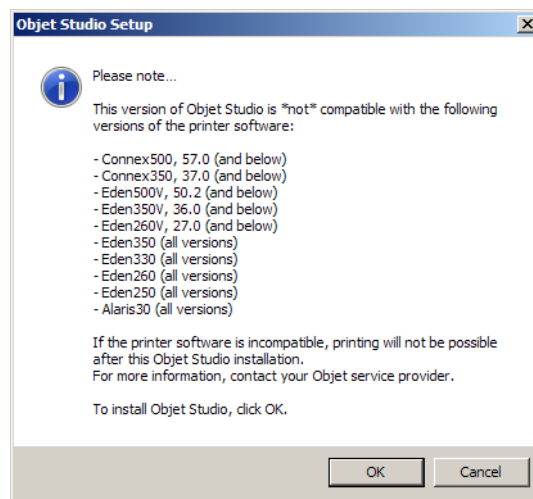 Objet Studio Setup
Please note...
This version of Objet Studio is *not* compatible with the following
versions of the printer software:
- Connex500, 57.0 (and below)
- Connex350, 37.0 (and below)
- Eden500V, 50.2 (and below)
- Eden350V, 36.0 (and below)
- Eden260V, 27.0 (and below)
- Eden350 (all versions)
- Eden330 (all versions)
- Eden260 (all versions)
- Eden250 (all versions)
- Alaris30 (all versions)
If the printer software is incompatible, printing will not be possible
after this Objet Studio installation.
For more information, contact your Objet service provider.
To install Objet Studio, click OK.
OK Cancel